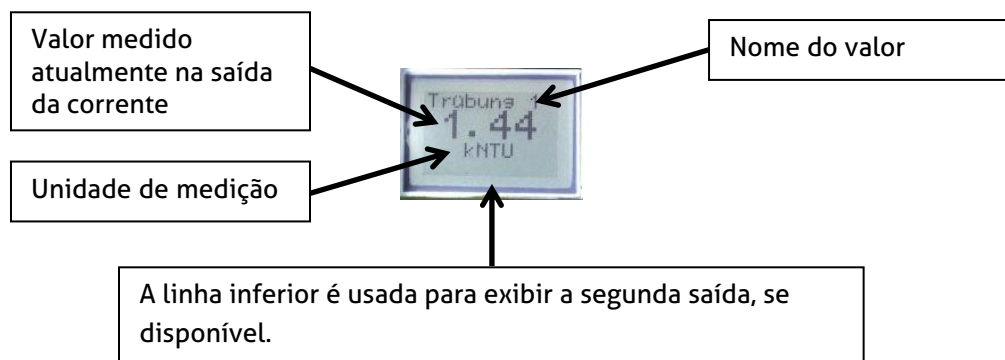 Valor medido
atualmente na saída
da corrente
Nome do valor
Trübung 1
1.44
kNTU
Unidade de medição
A linha inferior é usada para exibir a segunda saída, se
disponível.